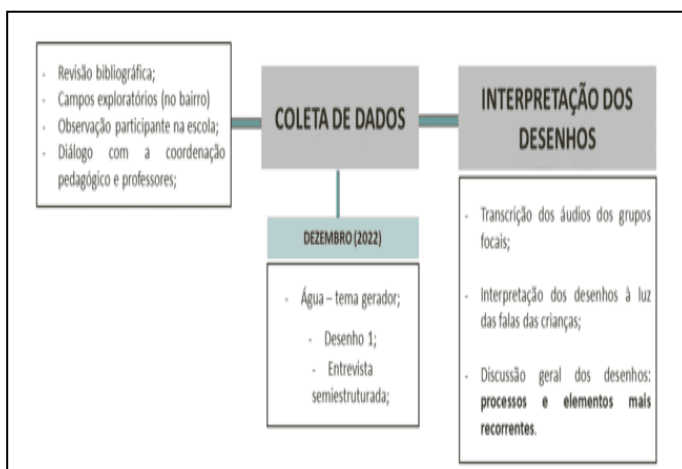 - Revisão bibliográfica;
- Campos exploratórios (no bairro)
- Observação participante na escola;
- Diálogo com a coordenação
pedagógico e professores;
COLETA DE DADOS
DEZEMBRO (2022)
- Água – tema gerador;
- Desenho 1;
- Entrevista
semiestruturada;
INTERPRETAÇÃO DOS
DESENHOS
- Transcrição dos áudios dos grupos
focais;
- Interpretação dos desenhos à luz
das falas das crianças;
- Discussão geral dos desenhos:
processos e elementos mais
recorrentes.